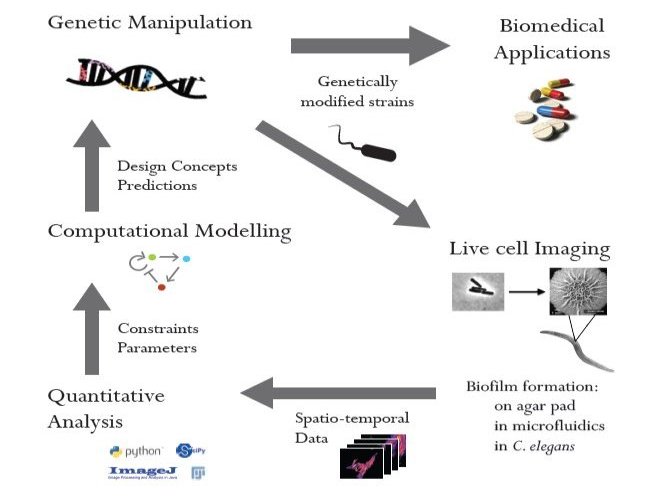 Genetic Manipulation
Biomedical
Applications
Genetically
modified strains
Design Concepts
Predictions
Computational Modelling
Live cell Imaging
Constraints
Parameters
Quantitative
Analysis
Spatio-temporal
Data
Biofilm formation:
on agar pad
in microfluidics
in C. elegans
python
SciPy
ImageJ
Image Processing and Analysis in Java